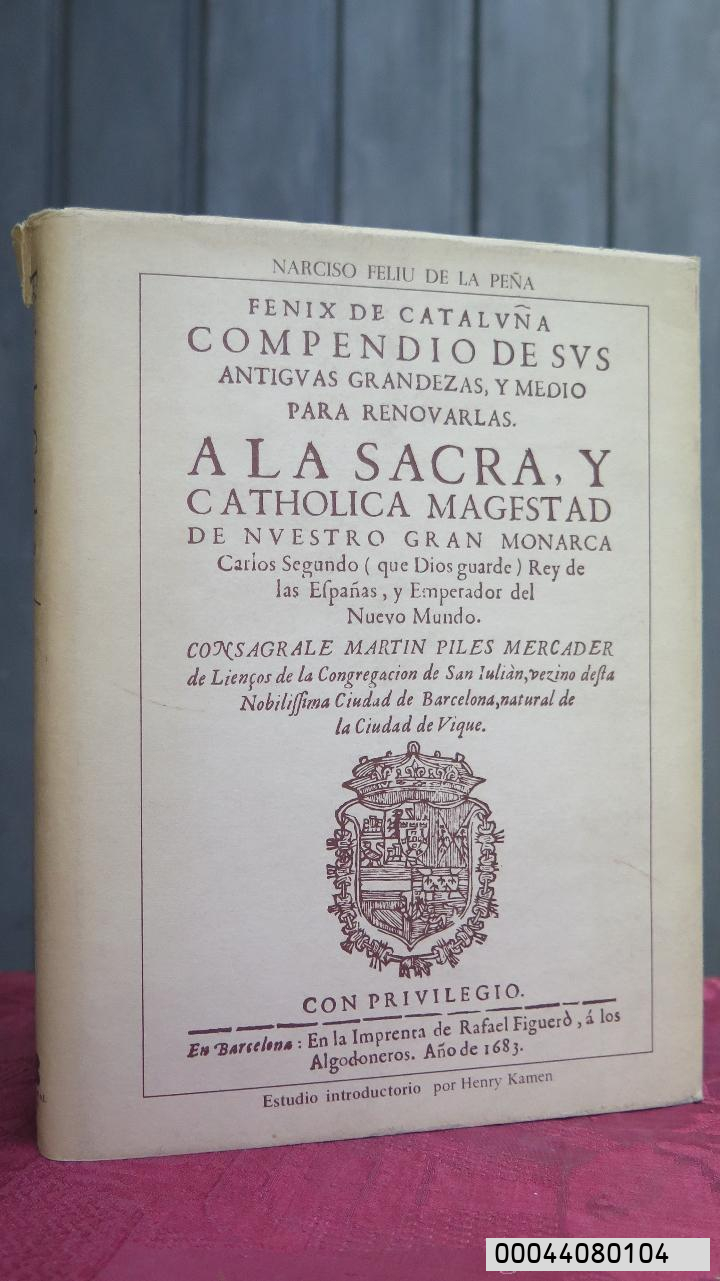 NARCISO FELIU DE LA PEÑA
FENIX DE CATALVÑA
COMPENDIO DE SVS
ANTIGVAS GRANDEZAS, Y MEDIO
PARA RENOVARLAS.
A LA SACRA, Y
CATHOLICA MAGESTAD
DE NVESTRO GRAN MONARCA
Carlos Segundo ( que Dios guarde ) Rey de
las Eſpañas, y Emperador del
Nuevo Mundo.
CONSAGRALE MARTIN PILES MERCADER
de Lienços de la Congregacion de San Iuliàn, vezino deſta
Nobiliſſima Ciudad de Barcelona, natural de
la Ciudad de Vique.
CON PRIVILEGIO.
En Barcelona : En la Imprenta de Rafael Figuerò, á los
Algodoneros. Año de 1683.
Estudio introductorio por Henry Kamen
00044080104